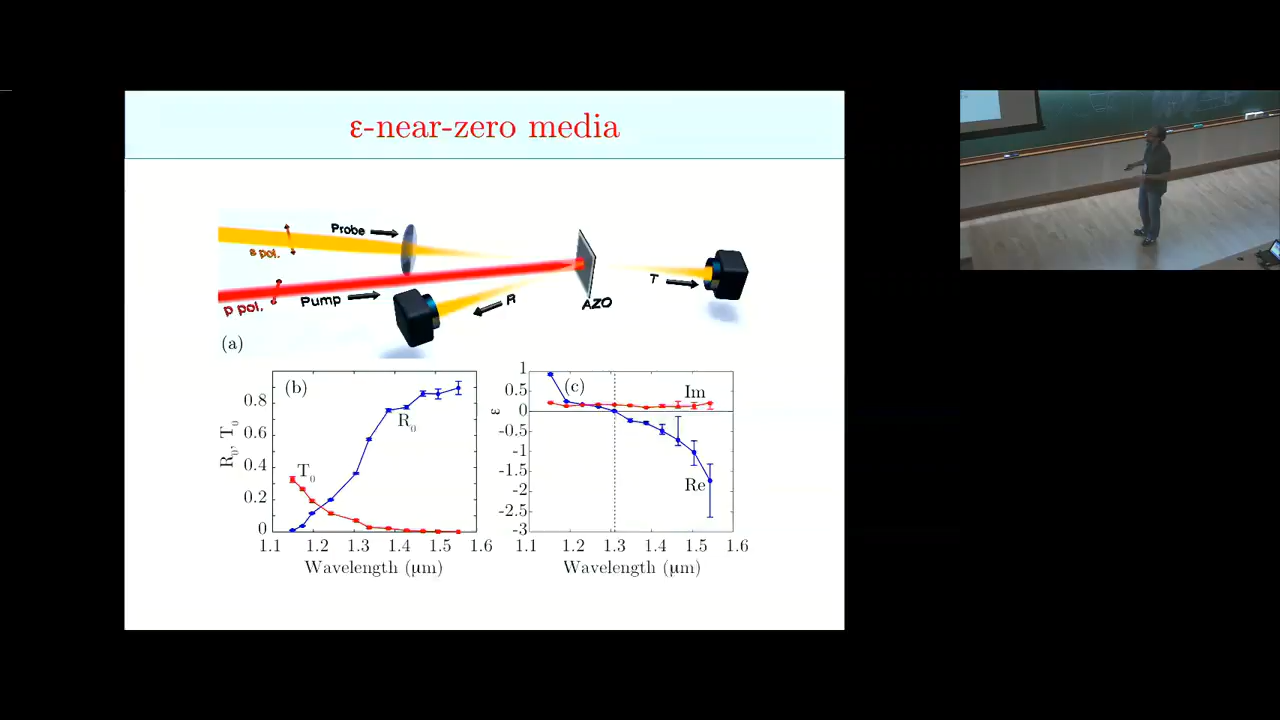 ε-near-zero media
Probe
s pol.
p pol.
Pump
R
T
AZO
(a)
(b)
R₀, T₀
0.8
0.6
0.4
0.2
0
T₀
R₀
1.1 1.2 1.3 1.4 1.5 1.6
Wavelength (μm)
(c)
ε
1
0.5
0
-0.5
-1
-1.5
-2
-2.5
-3
Im
Re
1.1 1.2 1.3 1.4 1.5 1.6
Wavelength (μm)